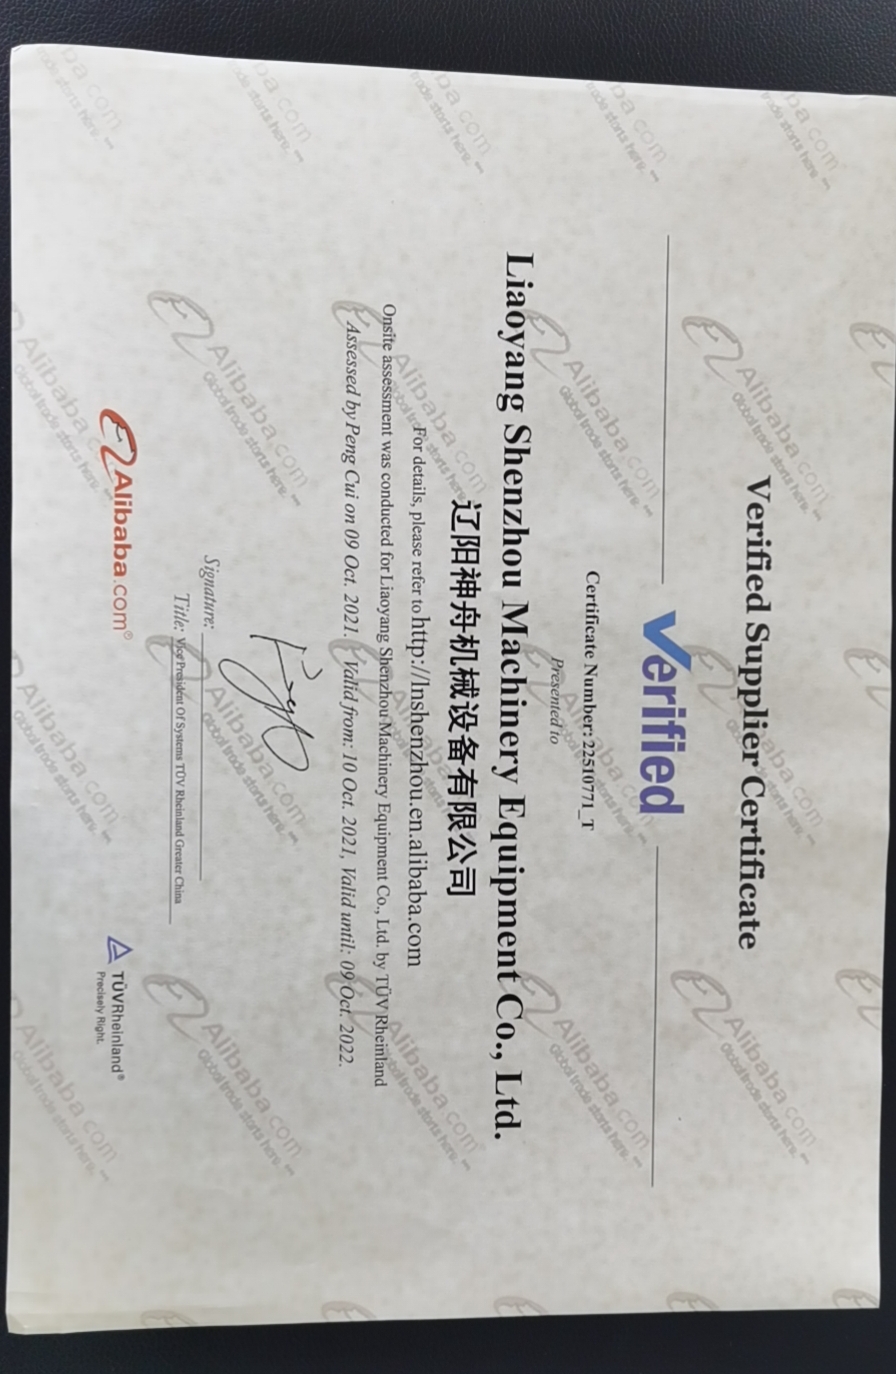 Verified Supplier Certificate
Verified
Certificate Number: 22510771_T
Presented to
Liaoyang Shenzhou Machinery Equipment Co., Ltd.
辽阳神舟机械设备有限公司
For details, please refer to http://lnshenzhou.en.alibaba.com
Onsite assessment was conducted for Liaoyang Shenzhou Machinery Equipment Co., Ltd. by TÜV Rheinland
Assessed by Peng Cui on 09 Oct. 2021. Valid from: 10 Oct. 2021, Valid until: 09 Oct. 2022.
Signature:
Title: Vice President Of Systems TÜV Rheinland Greater China
Alibaba.com®
TÜVRheinland®
Precisely Right.